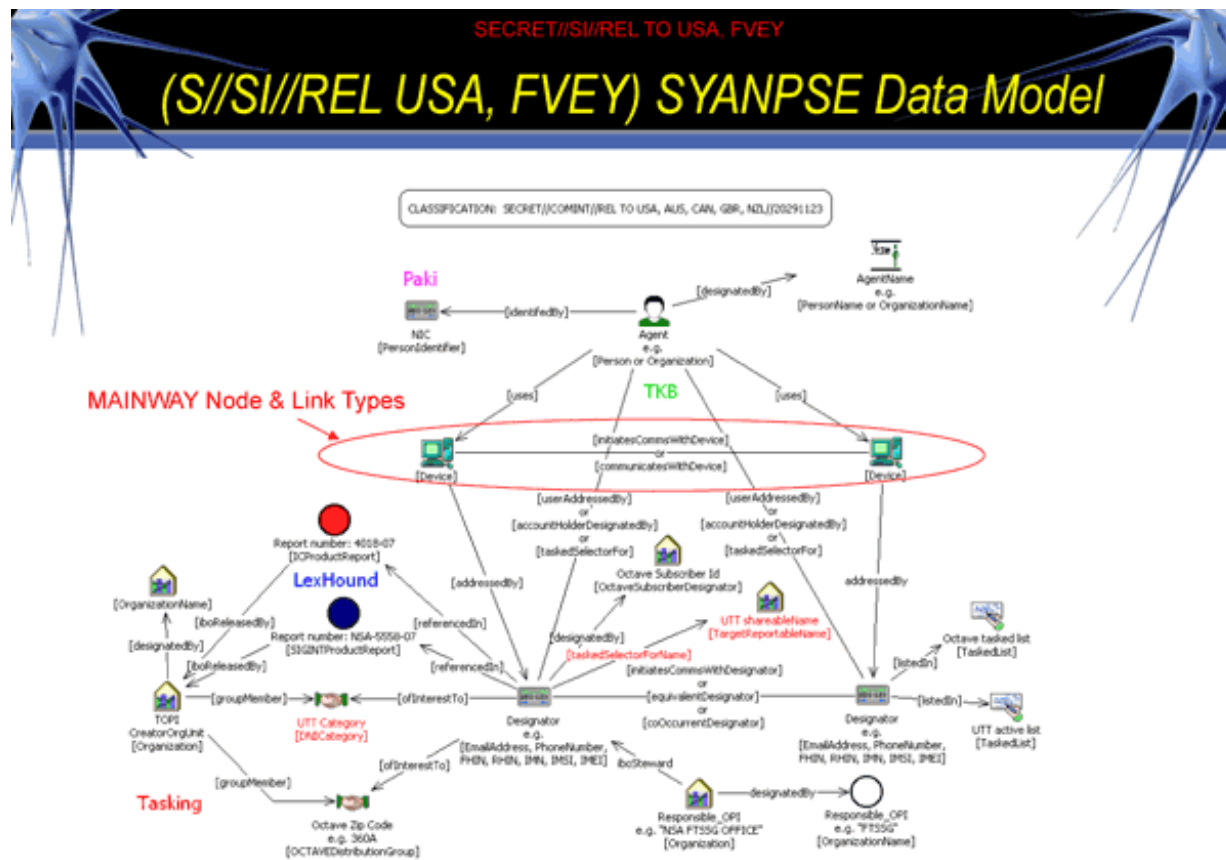 SECRET//SI//REL TO USA, FVEY
(S//SI//REL USA, FVEY) SYANPSE Data Model
CLASSIFICATION: SECRET//COMINT//REL TO USA, AUS, CAN, GBR, NZL//20291123
Paki
NIC
[PersonIdentifier]
[identifedBy]
Agent
e.g.
[Person or Organization]
[designatedBy]
AgentName
e.g.
[PersonName or OrganizationName]
MAINWAY Node & Link Types
[uses]
TKB
[uses]
[Device]
[initiatesCommsWithDevice]
or
[communicatesWithDevice]
[Device]
[userAddressedBy]
or
[accountHolderDesignatedBy]
or
[taskedSelectorFor]
[userAddressedBy]
or
[accountHolderDesignatedBy]
or
[taskedSelectorFor]
Report number: 4018-07
[ICProductReport]
LexHound
Report number: NSA-5558-07
[SIGINTProductReport]
[OrganizationName]
[designatedBy]
[iboReleasedBy]
[iboReleasedBy]
[addressedBy]
[referencedIn]
[referencedIn]
Octave Subscriber Id
[OctaveSubscriberDesignator]
[designatedBy]
UTT shareableName
[TargetReportableName]
[taskedSelectorForName]
addressedBy
Octave tasked list
[TaskedList]
[listedIn]
[listedIn]
UTT active list
[TaskedList]
[initiatesCommsWithDesignator]
or
[equivalentDesignator]
or
[coOccurrentDesignator]
TOPI
CreatorOrgUnit
[Organization]
[groupMember]
UTT Category
[DNBCategory]
[ofInterestTo]
Designator
e.g.
[EmailAddress, PhoneNumber,
FHIN, RHIN, IMN, IMSI, IMEI]
Designator
e.g.
[EmailAddress, PhoneNumber,
FHIN, RHIN, IMN, IMSI, IMEI]
[ofInterestTo]
iboSteward
Tasking
[groupMember]
Octave Zip Code
e.g. 360A
[OCTAVEDistributionGroup]
Responsible_OPI
e.g. "NSA FTSSG OFFICE"
[Organization]
designatedBy
Responsible_OPI
e.g. "FTSSG"
[OrganizationName]